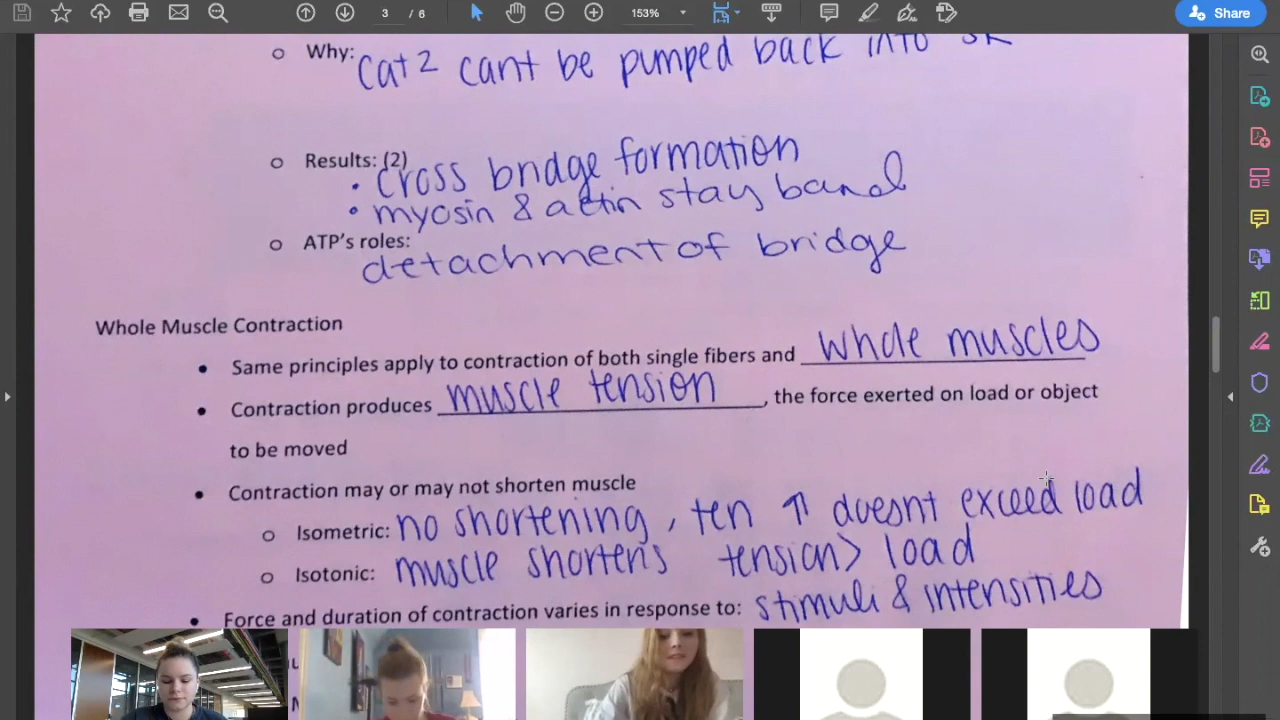 3 / 6 153% Share
Why: Cat2 cant be pumped back into SR
Results: (2)
• cross bridge formation
• myosin & actin stay band
ATP's roles:
detachment of bridge
Whole Muscle Contraction
• Same principles apply to contraction of both single fibers and whole muscles
• Contraction produces muscle tension, the force exerted on load or object
to be moved
• Contraction may or may not shorten muscle
Isometric: no shortening, ten ↑ doesnt exceed load
Isotonic: muscle shortens tension > load
• Force and duration of contraction varies in response to: stimuli & intensities